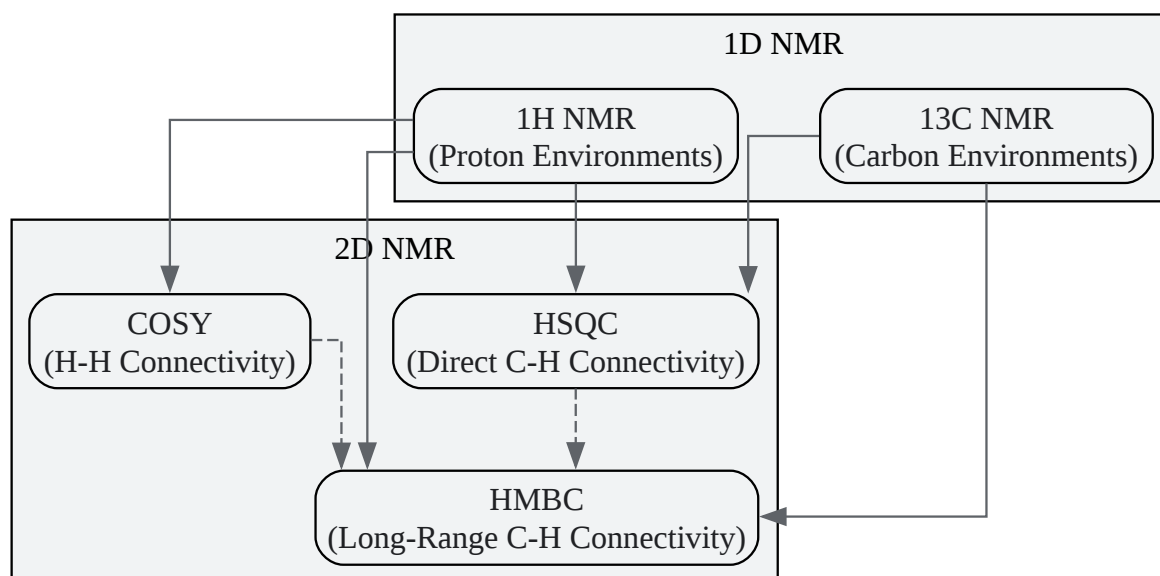 1D NMR
1H NMR
(Proton Environments)
13C NMR
(Carbon Environments)
2D NMR
COSY
(H-H Connectivity)
HSQC
(Direct C-H Connectivity)
HMBC
(Long-Range C-H Connectivity)